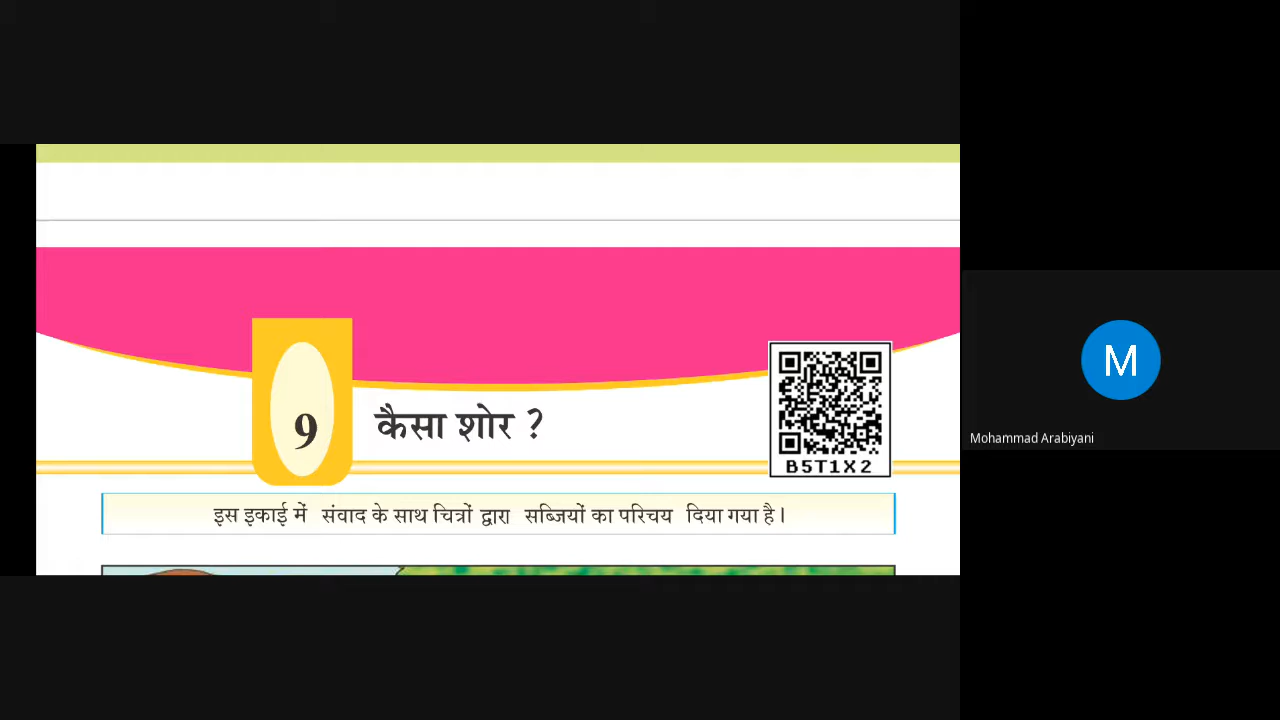 9 कैसा शोर ?
B5T1X2
इस इकाई में संवाद के साथ चित्रों द्वारा सब्जियों का परिचय दिया गया है।
M
Mohammad Arabiyani